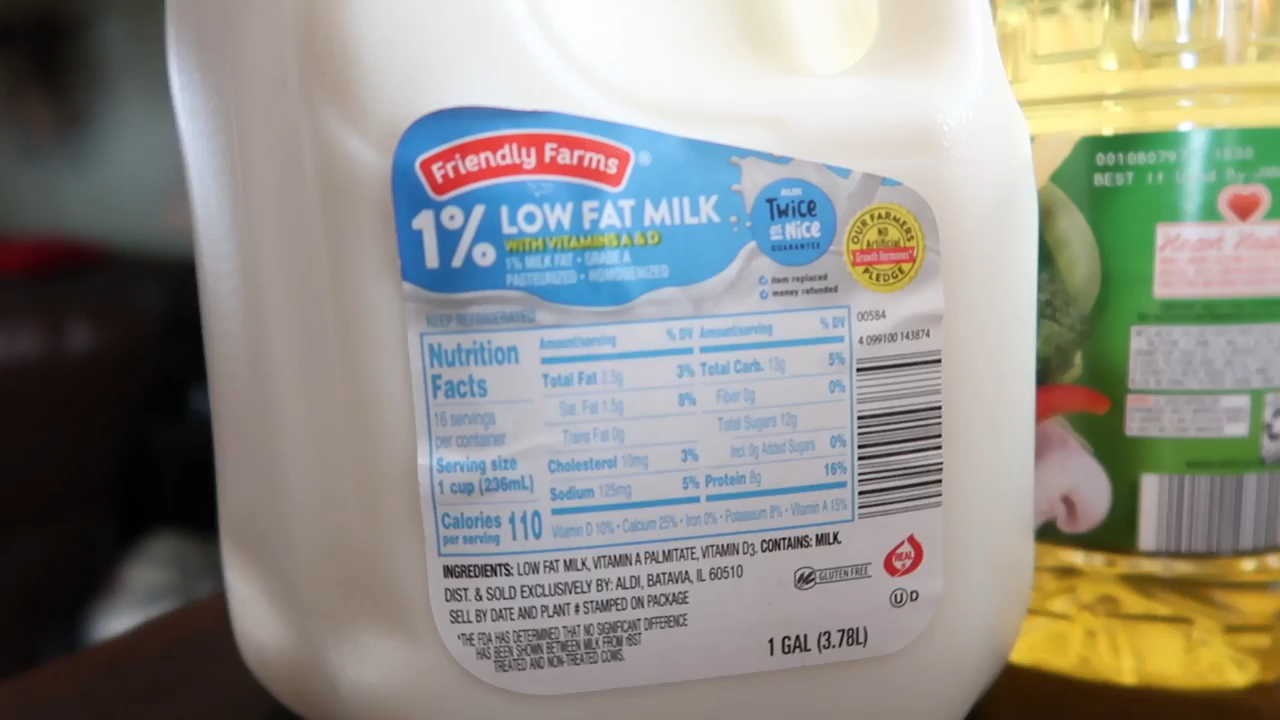 Friendly Farms®
1% LOW FAT MILK
WITH VITAMINS A & D
1% MILK FAT • GRADE A
PASTEURIZED • HOMOGENIZED
ALDI
Twice
as Nice
GUARANTEE
item replaced
money refunded
OUR FARMERS
NO
Artificial
Growth Hormones*
PLEDGE
KEEP REFRIGERATED
Nutrition
Facts
16 servings
per container
Serving size
1 cup (236mL)
Calories 110
per serving
Amount/serving % DV
Total Fat 2.5g 3%
Sat. Fat 1.5g 8%
Trans Fat 0g
Cholesterol 10mg 3%
Sodium 125mg 5%
Amount/serving % DV
Total Carb. 13g 5%
Fiber 0g 0%
Total Sugars 12g
Incl. 0g Added Sugars 0%
Protein 8g 16%
Vitamin D 10% • Calcium 25% • Iron 0% • Potassium 8% • Vitamin A 15%
00584
4 099100 143874
INGREDIENTS: LOW FAT MILK, VITAMIN A PALMITATE, VITAMIN D3. CONTAINS: MILK.
DIST. & SOLD EXCLUSIVELY BY: ALDI, BATAVIA, IL 60510
SELL BY DATE AND PLANT # STAMPED ON PACKAGE
*THE FDA HAS DETERMINED THAT NO SIGNIFICANT DIFFERENCE
HAS BEEN SHOWN BETWEEN MILK FROM rBST
TREATED AND NON-TREATED COWS.
GLUTEN FREE
REAL
U D
1 GAL (3.78L)
BEST If Used By